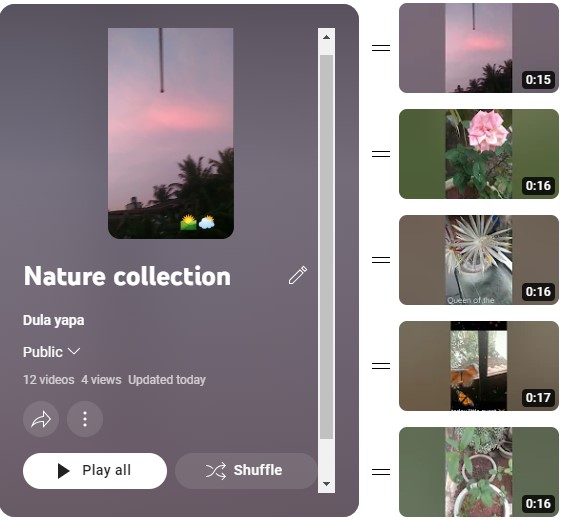 Nature collection
Dula yapa
Public
12 videos 4 views Updated today
Play all
Shuffle
0:15
0:16
Queen of the
0:16
0:17
0:16